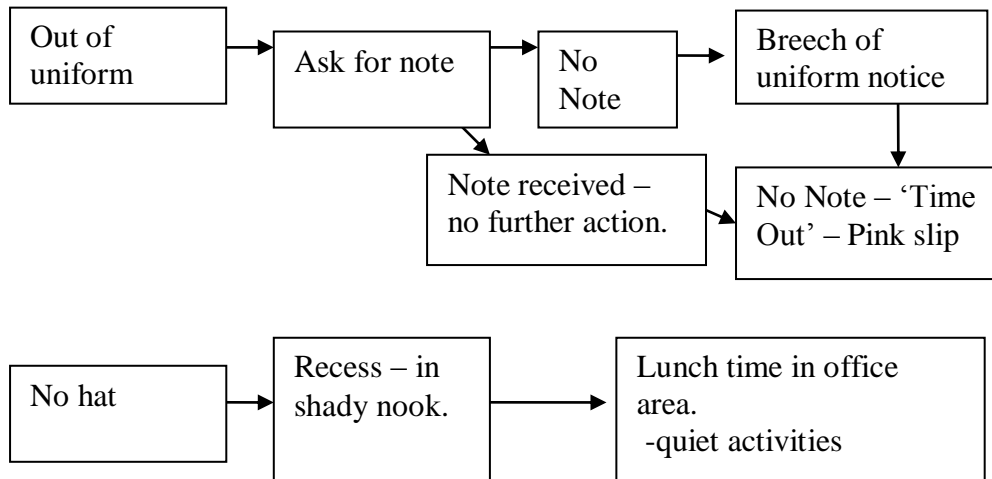 Out of
uniform
Ask for note
No
Note
Breech of
uniform notice
Note received –
no further action.
No Note – ‘Time
Out’ – Pink slip
No hat
Recess – in
shady nook.
Lunch time in office
area.
-quiet activities